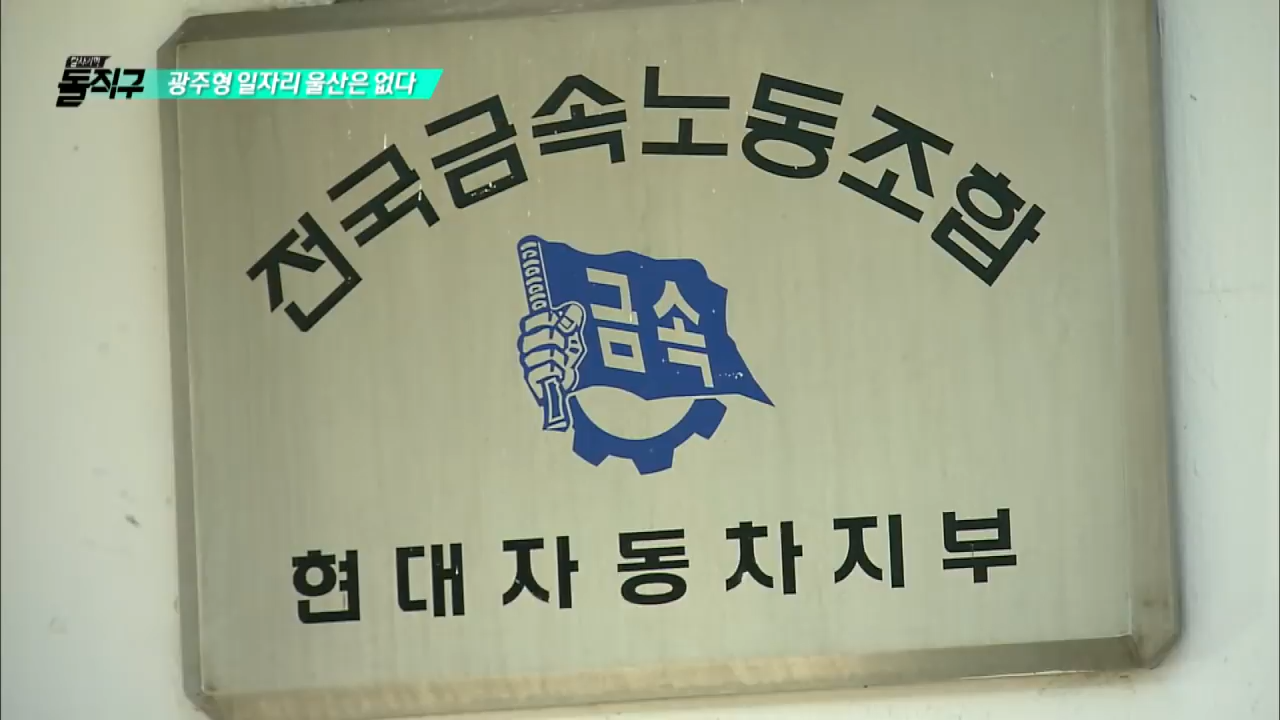 돌직구
광주형 일자리 울산은 없다
전국금속노동조합
금속
현대자동차지부